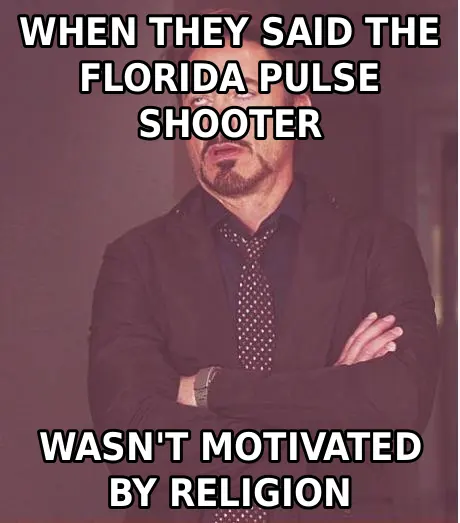 WHEN THEY SAID THE
FLORIDA PULSE
SHOOTER
WASN'T MOTIVATED
BY RELIGION